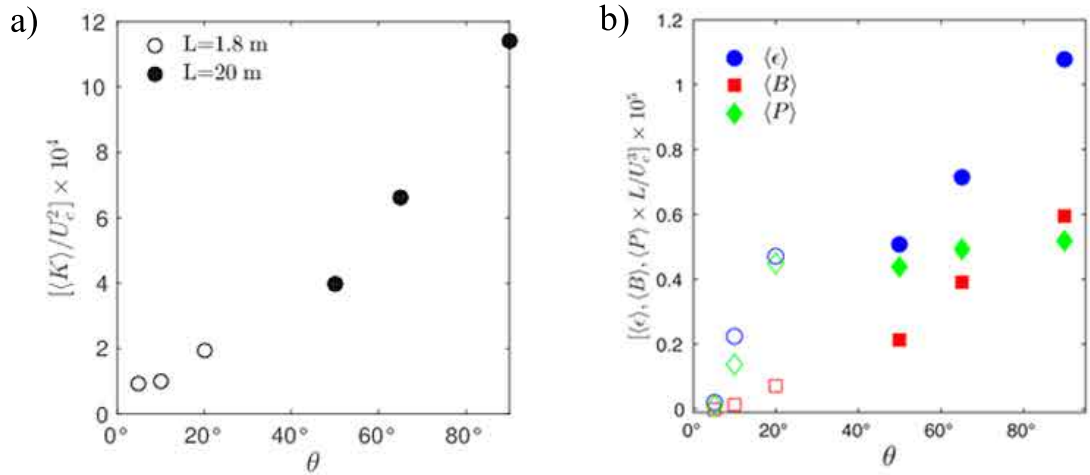 a)
L=1.8 m
L=20 m
[⟨K⟩/U_c^2] × 10^4
12
10
8
6
4
2
0
0° 20° 40° 60° 80°
θ
b)
⟨ϵ⟩
⟨B⟩
⟨P⟩
[⟨ϵ⟩, ⟨B⟩, ⟨P⟩ × L/U_c^3] × 10^5
1.2
1
0.8
0.6
0.4
0.2
0
0° 20° 40° 60° 80°
θ